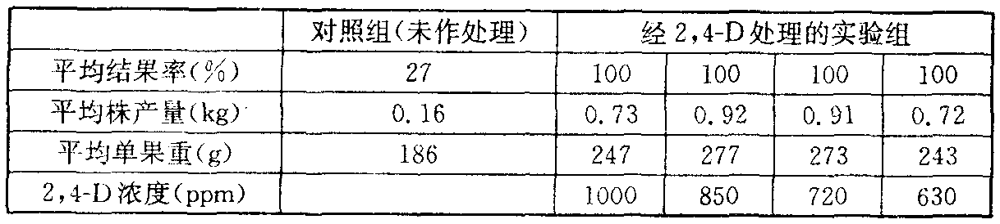 对照组(未作处理) 经2,4-D处理的实验组
平均结果率(%) 27 100 100 100 100
平均株产量(kg) 0.16 0.73 0.92 0.91 0.72
平均单果重(g) 186 247 277 273 243
2,4-D浓度(ppm) 1000 850 720 630